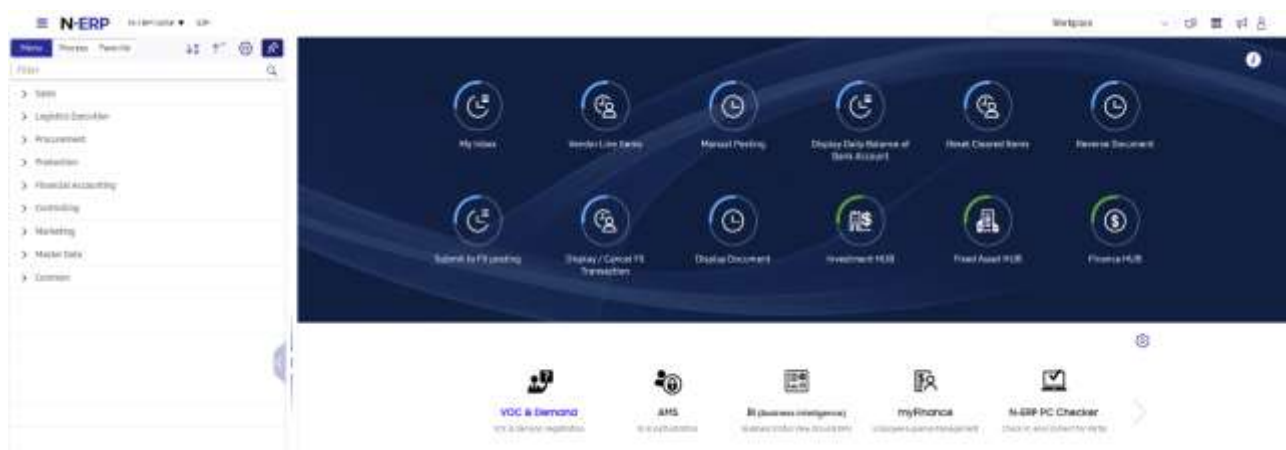 N-ERP
Workplace
Menu Process Favorite
Filter
Sales
Logistics Execution
Procurement
Production
Financial Accounting
Controlling
Marketing
Master Data
Common
My Inbox
Vendor Line Items
Manual Posting
Display Daily Balance of
Bank Account
Reset Cleared Items
Reverse Document
Submit to FI posting
Display / Cancel FI
Transaction
Display Document
Investment HUB
Fixed Asset HUB
Finance HUB
VOC & Demand
AMS
BI (Business Intelligence)
myFinance
N-ERP PC Checker
VOC & Demand Registration